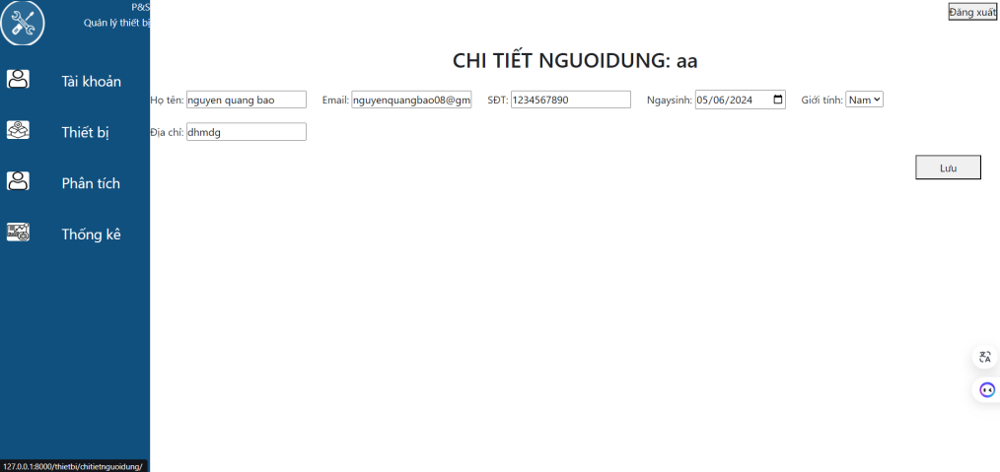 P&S
Quản lý thiết bị
Đăng xuất
Tài khoản
Thiết bị
Phân tích
Thống kê
CHI TIẾT NGUOIDUNG: aa
Họ tên: nguyen quang bao Email: nguyenquangbao08@gm SĐT: 1234567890 Ngaysinh: 05/06/2024 Giới tính: Nam
Địa chỉ: dhmdg
Lưu
127.0.0.1:8000/thietbi/chitietnguoidung/